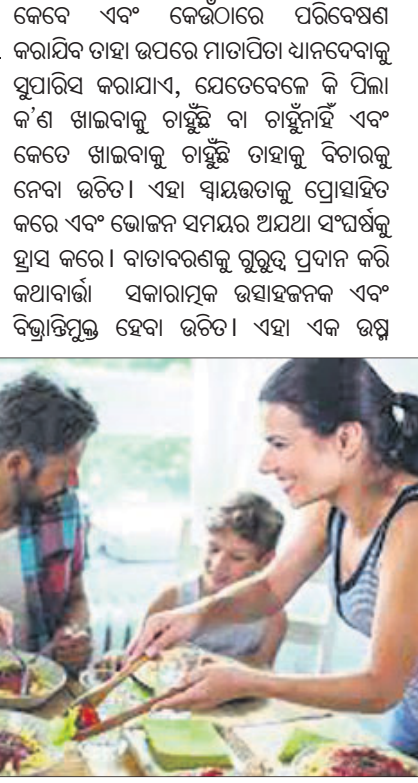 କେବେ ଏବଂ କେଉଁଠାରେ ପରିବେଷଣ
କରାଯିବ ତାହା ଉପରେ ମାତାପିତା ଧ୍ୟାନଦେବାକୁ
ସୁପାରିସ କରାଯାଏ, ଯେତେବେଳେ କି ପିଲା
କ'ଣ ଖାଇବାକୁ ଚାହୁଁଛି ବା ଚାହୁଁନାହିଁ ଏବଂ
କେତେ ଖାଇବାକୁ ଚାହୁଁଛି ତାହାକୁ ବିଚାରକୁ
ନେବା ଉଚିତ। ଏହା ସ୍ୱାୟତ୍ତତାକୁ ପ୍ରୋତ୍ସାହିତ
କରେ ଏବଂ ଭୋଜନ ସମୟର ଅଯଥା ସଂଘର୍ଷକୁ
ହ୍ରାସ କରେ। ବାତାବରଣକୁ ଗୁରୁତ୍ୱ ପ୍ରଦାନ କରି
କଥାବାର୍ତ୍ତା ସକାରାତ୍ମକ ଉତ୍ସାହଜନକ ଏବଂ
ବିଭ୍ରାନ୍ତିମୁକ୍ତ ହେବା ଉଚିତ। ଏହା ଏକ ଉଷ୍ମ